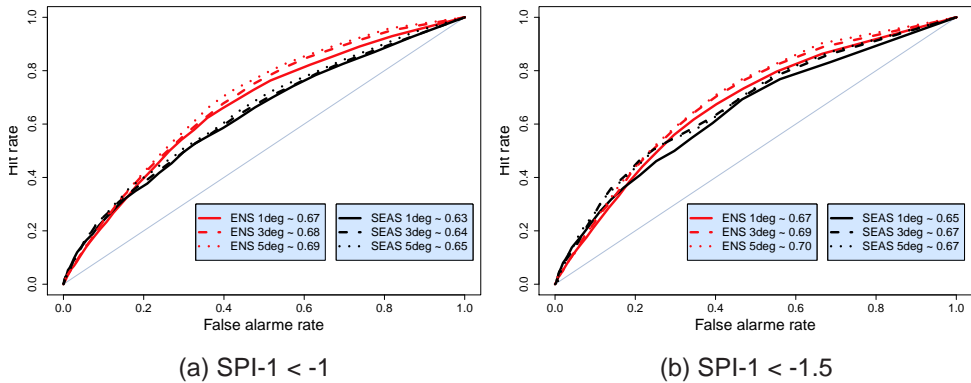 Hit rate
1.0
0.8
0.6
0.4
0.2
0.0
ENS 1deg ~ 0.67
ENS 3deg ~ 0.68
ENS 5deg ~ 0.69
SEAS 1deg ~ 0.63
SEAS 3deg ~ 0.64
SEAS 5deg ~ 0.65
0.0 0.2 0.4 0.6 0.8 1.0
False alarme rate
(a) SPI-1 < -1
Hit rate
1.0
0.8
0.6
0.4
0.2
0.0
ENS 1deg ~ 0.67
ENS 3deg ~ 0.69
ENS 5deg ~ 0.70
SEAS 1deg ~ 0.65
SEAS 3deg ~ 0.67
SEAS 5deg ~ 0.67
0.0 0.2 0.4 0.6 0.8 1.0
False alarme rate
(b) SPI-1 < -1.5